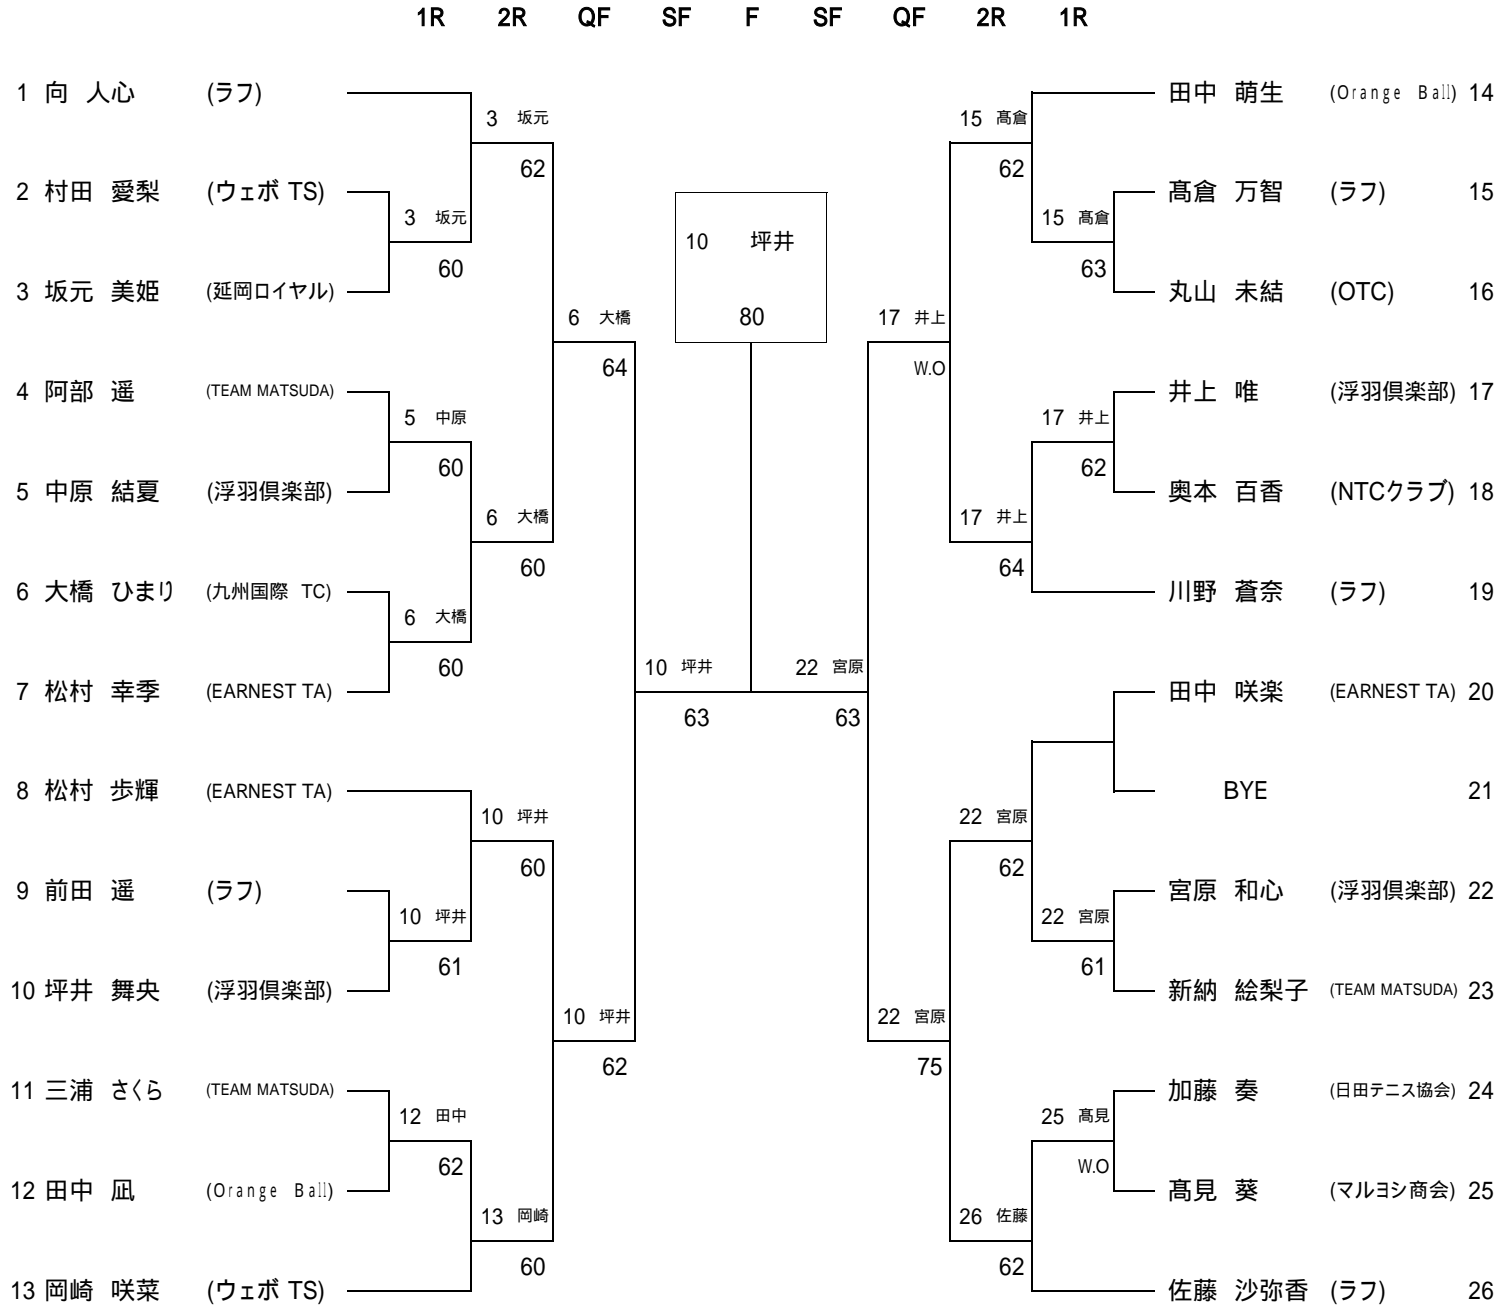 1R 2R QF SF F SF QF 2R 1R
1 向 人心 (ラフ) 田中 萌生 (Orange Ball) 14
3 坂元 15 髙倉
62 62
2 村田 愛梨 (ウェボ TS) 髙倉 万智 (ラフ) 15
3 坂元 15 髙倉
10 坪井
60 63
3 坂元 美姫 (延岡ロイヤル) 丸山 未結 (OTC) 16
6 大橋 80 17 井上
64 W.O
4 阿部 遥 (TEAM MATSUDA) 井上 唯 (浮羽倶楽部) 17
5 中原 17 井上
60 62
5 中原 結夏 (浮羽倶楽部) 奥本 百香 (NTCクラブ) 18
6 大橋 17 井上
60 64
6 大橋 ひまり (九州国際 TC) 川野 蒼奈 (ラフ) 19
6 大橋
60 10 坪井 22 宮原
7 松村 幸季 (EARNEST TA) 田中 咲楽 (EARNEST TA) 20
63 63
8 松村 歩輝 (EARNEST TA) BYE 21
10 坪井 22 宮原
60 62
9 前田 遥 (ラフ) 宮原 和心 (浮羽倶楽部) 22
10 坪井 22 宮原
61 61
10 坪井 舞央 (浮羽倶楽部) 新納 絵梨子 (TEAM MATSUDA) 23
10 坪井 22 宮原
62 75
11 三浦 さくら (TEAM MATSUDA) 加藤 奏 (日田テニス協会) 24
12 田中 25 髙見
62 W.O
12 田中 凪 (Orange Ball) 髙見 葵 (マルヨシ商会) 25
13 岡崎 26 佐藤
60 62
13 岡崎 咲菜 (ウェボ TS) 佐藤 沙弥香 (ラフ) 26